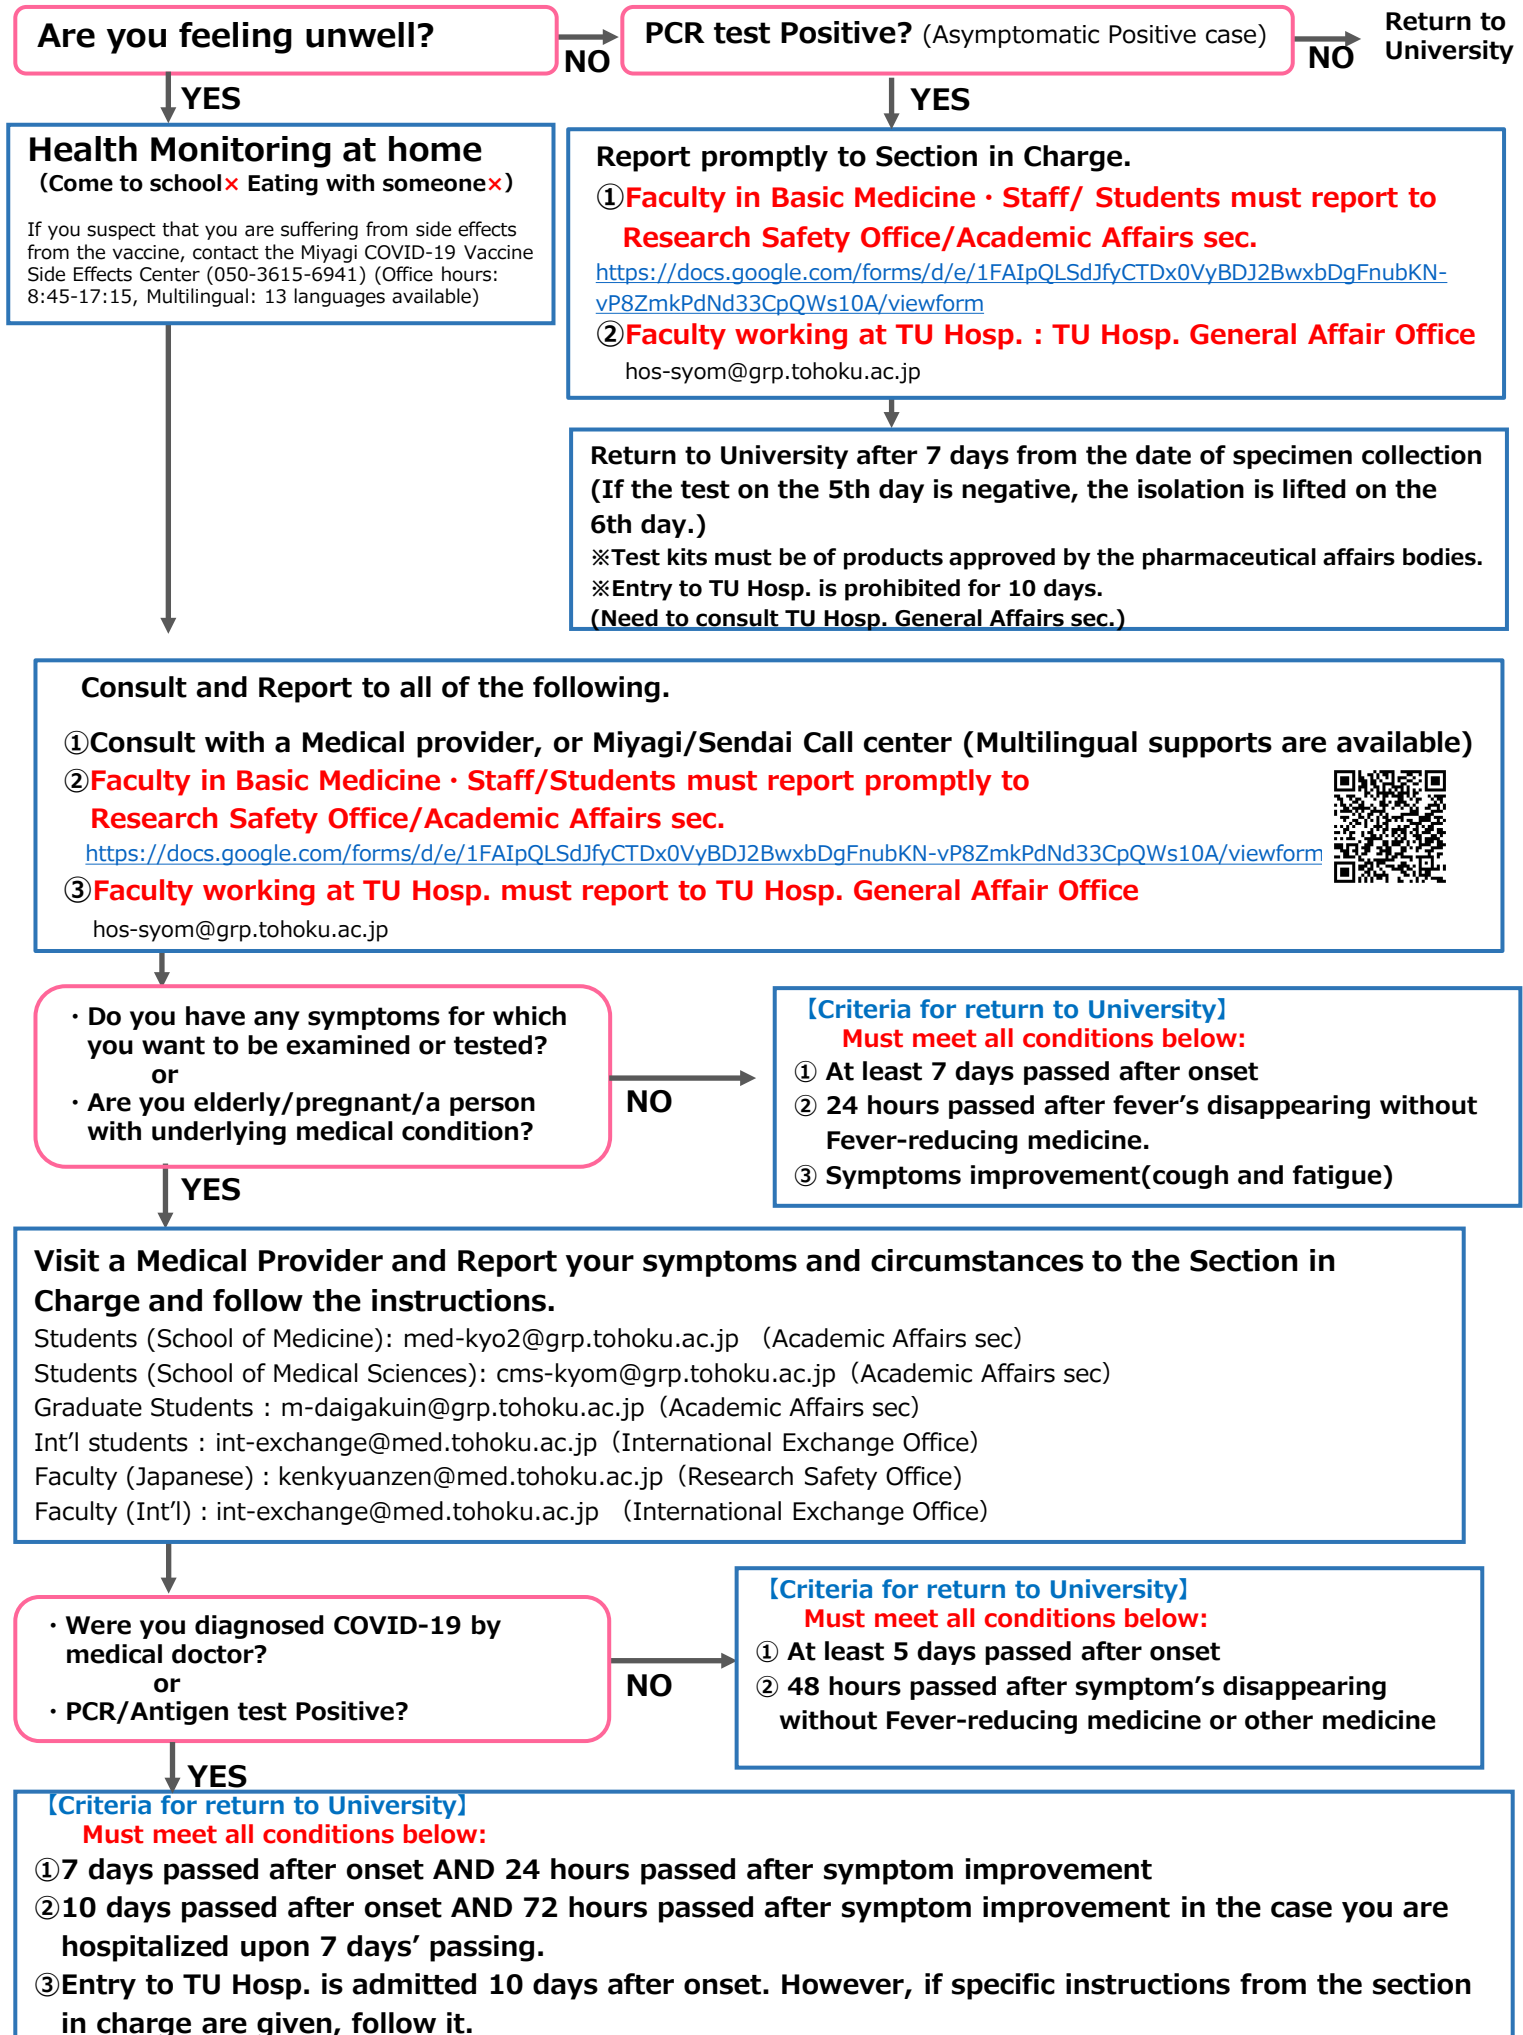 Are you feeling unwell?
NO
PCR test Positive? (Asymptomatic Positive case)
NO
Return to
University
YES
YES
Health Monitoring at home
（Come to school× Eating with someone×）
If you suspect that you are suffering from side effects
from the vaccine, contact the Miyagi COVID-19 Vaccine
Side Effects Center (050-3615-6941) (Office hours:
8:45-17:15, Multilingual: 13 languages available)
Report promptly to Section in Charge.
①Faculty in Basic Medicine・Staff/ Students must report to
Research Safety Office/Academic Affairs sec.
https://docs.google.com/forms/d/e/1FAIpQLSdJfyCTDx0VyBDJ2BwxbDgFnubKN-
vP8ZmkPdNd33CpQWs10A/viewform
②Faculty working at TU Hosp. : TU Hosp. General Affair Office
hos-syom@grp.tohoku.ac.jp
Return to University after 7 days from the date of specimen collection
(If the test on the 5th day is negative, the isolation is lifted on the
6th day.)
※Test kits must be of products approved by the pharmaceutical affairs bodies.
※Entry to TU Hosp. is prohibited for 10 days.
(Need to consult TU Hosp. General Affairs sec.)
Consult and Report to all of the following.
①Consult with a Medical provider, or Miyagi/Sendai Call center (Multilingual supports are available)
②Faculty in Basic Medicine・Staff/Students must report promptly to
Research Safety Office/Academic Affairs sec.
https://docs.google.com/forms/d/e/1FAIpQLSdJfyCTDx0VyBDJ2BwxbDgFnubKN-vP8ZmkPdNd33CpQWs10A/viewform
③Faculty working at TU Hosp. must report to TU Hosp. General Affair Office
hos-syom@grp.tohoku.ac.jp
・Do you have any symptoms for which
you want to be examined or tested?
or
・Are you elderly/pregnant/a person
with underlying medical condition?
NO
【Criteria for return to University】
Must meet all conditions below:
① At least 7 days passed after onset
② 24 hours passed after fever’s disappearing without
Fever-reducing medicine.
③ Symptoms improvement(cough and fatigue)
YES
Visit a Medical Provider and Report your symptoms and circumstances to the Section in
Charge and follow the instructions.
Students (School of Medicine): med-kyo2@grp.tohoku.ac.jp （Academic Affairs sec）
Students (School of Medical Sciences): cms-kyom@grp.tohoku.ac.jp（Academic Affairs sec）
Graduate Students : m-daigakuin@grp.tohoku.ac.jp（Academic Affairs sec）
Int’l students : int-exchange@med.tohoku.ac.jp（International Exchange Office）
Faculty (Japanese) : kenkyuanzen@med.tohoku.ac.jp（Research Safety Office）
Faculty (Int’l) : int-exchange@med.tohoku.ac.jp （International Exchange Office）
・Were you diagnosed COVID-19 by
medical doctor?
or
・PCR/Antigen test Positive?
NO
【Criteria for return to University】
Must meet all conditions below:
① At least 5 days passed after onset
② 48 hours passed after symptom’s disappearing
without Fever-reducing medicine or other medicine
YES
【Criteria for return to University】
Must meet all conditions below:
①7 days passed after onset AND 24 hours passed after symptom improvement
②10 days passed after onset AND 72 hours passed after symptom improvement in the case you are
hospitalized upon 7 days’ passing.
③Entry to TU Hosp. is admitted 10 days after onset. However, if specific instructions from the section
in charge are given, follow it.